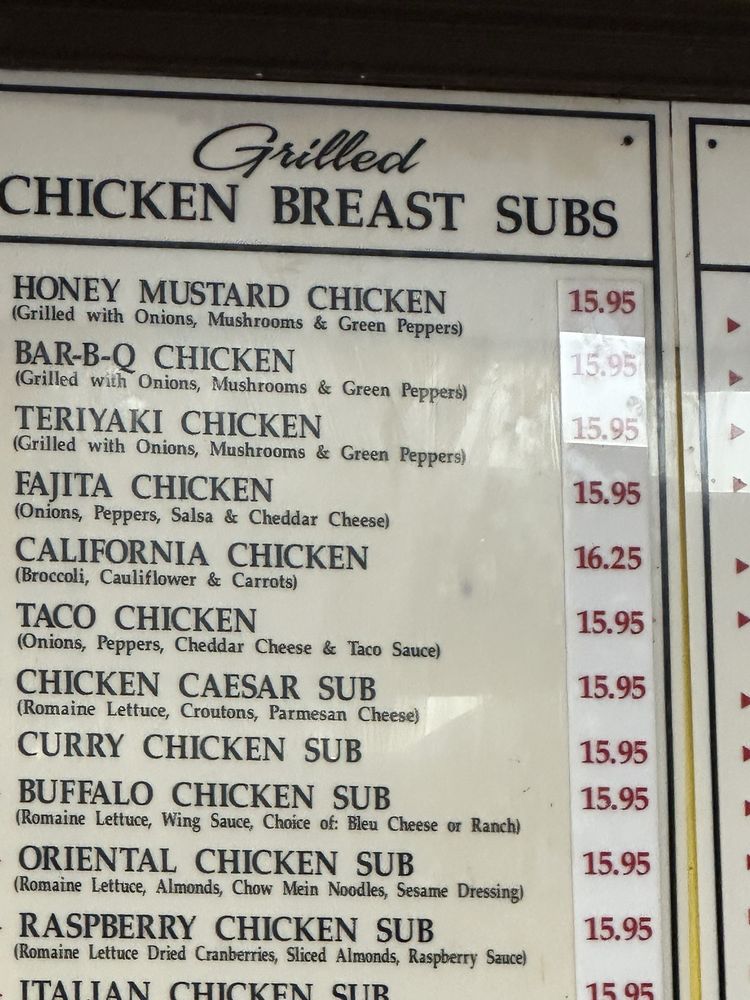 Grilled
CHICKEN BREAST SUBS
HONEY MUSTARD CHICKEN 15.95
(Grilled with Onions, Mushrooms & Green Peppers)
BAR-B-Q CHICKEN 15.95
(Grilled with Onions, Mushrooms & Green Peppers)
TERIYAKI CHICKEN 15.95
(Grilled with Onions, Mushrooms & Green Peppers)
FAJITA CHICKEN 15.95
(Onions, Peppers, Salsa & Cheddar Cheese)
CALIFORNIA CHICKEN 16.25
(Broccoli, Cauliflower & Carrots)
TACO CHICKEN 15.95
(Onions, Peppers, Cheddar Cheese & Taco Sauce)
CHICKEN CAESAR SUB 15.95
(Romaine Lettuce, Croutons, Parmesan Cheese)
CURRY CHICKEN SUB 15.95
BUFFALO CHICKEN SUB 15.95
(Romaine Lettuce, Wing Sauce, Choice of: Bleu Cheese or Ranch)
ORIENTAL CHICKEN SUB 15.95
(Romaine Lettuce, Almonds, Chow Mein Noodles, Sesame Dressing)
RASPBERRY CHICKEN SUB 15.95
(Romaine Lettuce Dried Cranberries, Sliced Almonds, Raspberry Sauce)
ITALIAN CHICKEN SUB 15.95